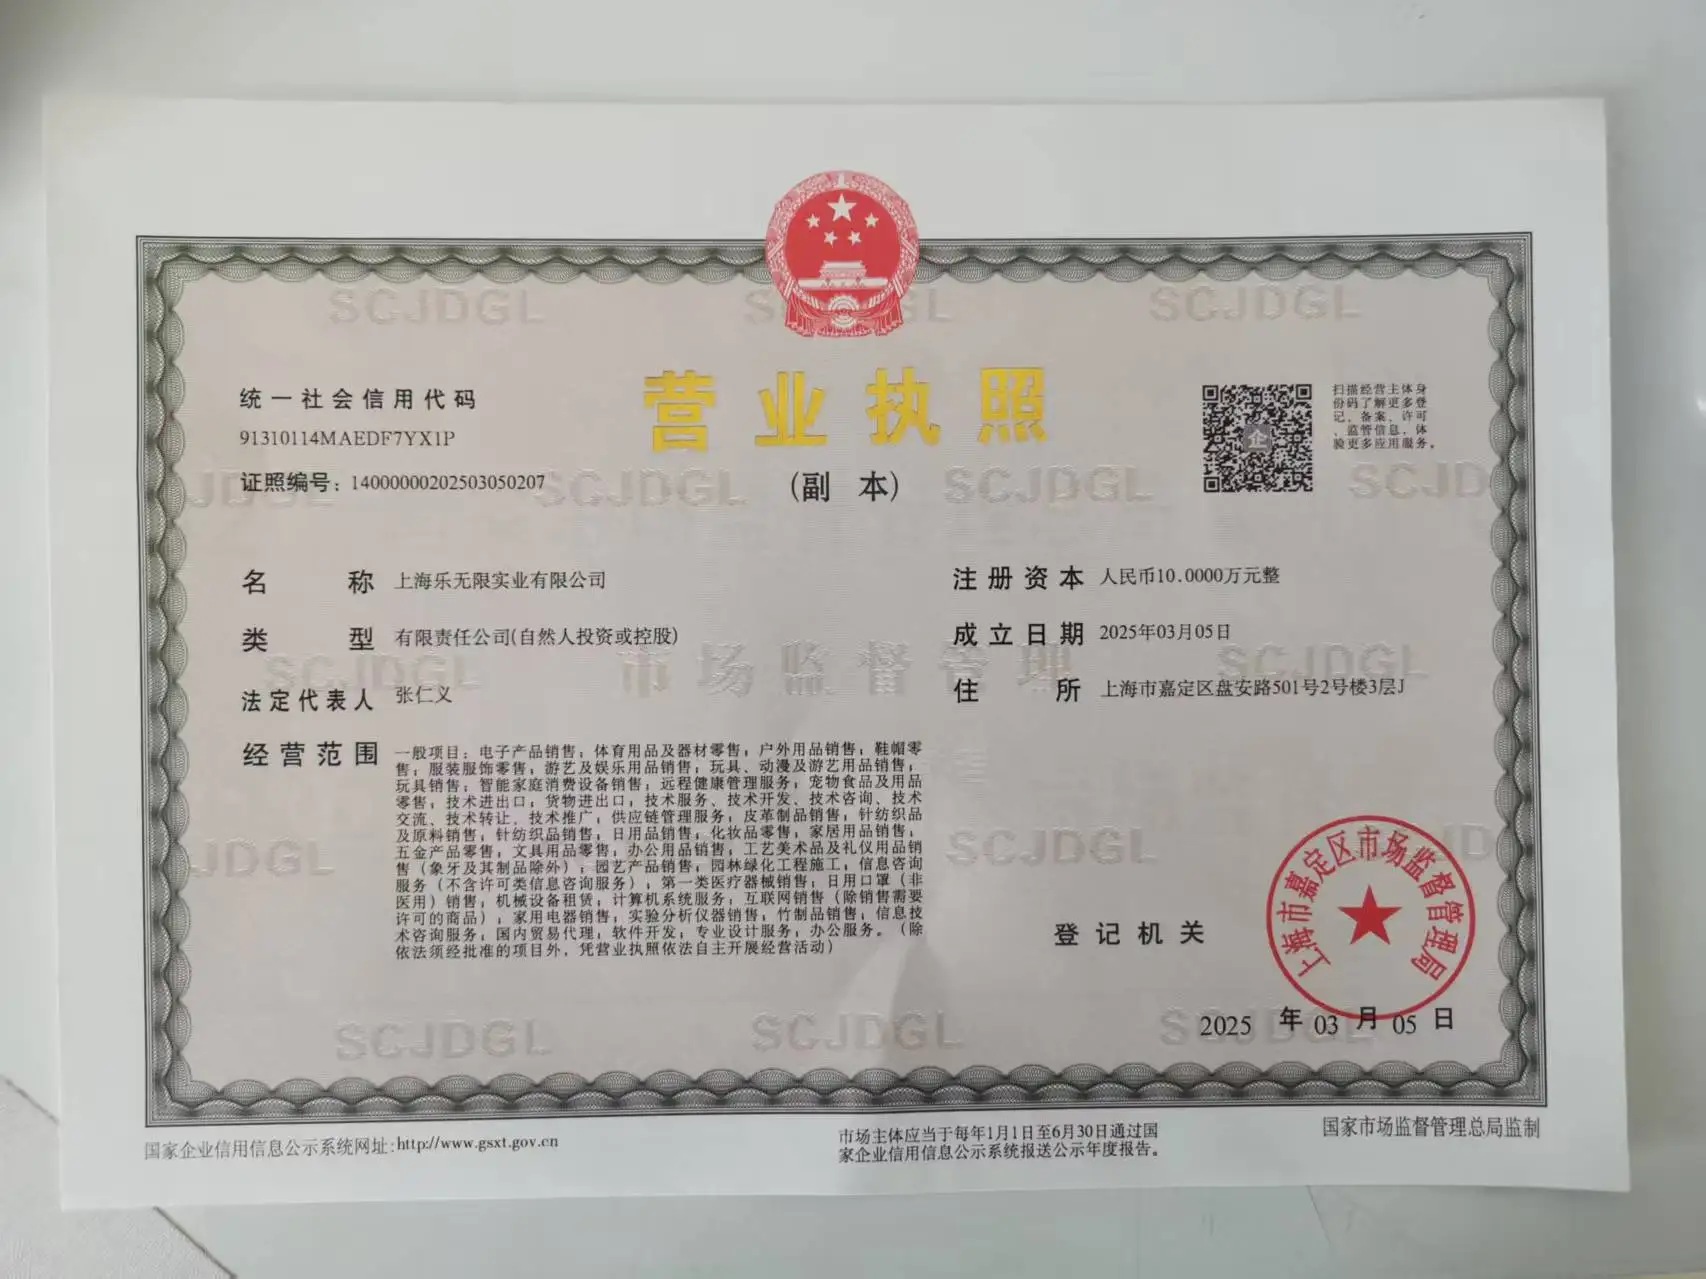 营业执照
(副 本)
统一社会信用代码
91310114MAEDF7YX1P
证照编号：14000000202503050207
扫描经营主体身
份码了解更多登
记、备案、许可
、监管信息，体
验更多应用服务。
名 称 上海乐无限实业有限公司
类 型 有限责任公司(自然人投资或控股)
法定代表人 张仁义
经营范围 一般项目：电子产品销售；体育用品及器材零售；户外用品销售；鞋帽零
售；服装服饰零售；游艺及娱乐用品销售；玩具、动漫及游艺用品销售；
玩具销售；智能家庭消费设备销售；远程健康管理服务；宠物食品及用品
零售；技术进出口；货物进出口；技术服务、技术开发、技术咨询、技术
交流、技术转让、技术推广；供应链管理服务；皮革制品销售；针纺织品
及原料销售；针纺织品销售；日用品销售；化妆品零售；家居用品销售；
五金产品零售；文具用品零售；办公用品销售；工艺美术品及礼仪用品销
售（象牙及其制品除外）；园艺产品销售；园林绿化工程施工；信息咨询
服务（不含许可类信息咨询服务）；第一类医疗器械销售；日用口罩（非
医用）销售；机械设备租赁；计算机系统服务；互联网销售（除销售需要
许可的商品）；家用电器销售；实验分析仪器销售；竹制品销售；信息技
术咨询服务；国内贸易代理；软件开发；专业设计服务；办公服务。（除
依法须经批准的项目外，凭营业执照依法自主开展经营活动）
注册资本 人民币10.0000万元整
成立日期 2025年03月05日
住 所 上海市嘉定区盘安路501号2号楼3层J
登记机关
上海市嘉定区市场监督管理局
2025 年 03 月 05 日
SCJDGL
市场监督管理
国家企业信用信息公示系统网址:http://www.gsxt.gov.cn
市场主体应当于每年1月1日至6月30日通过国
家企业信用信息公示系统报送公示年度报告。
国家市场监督管理总局监制